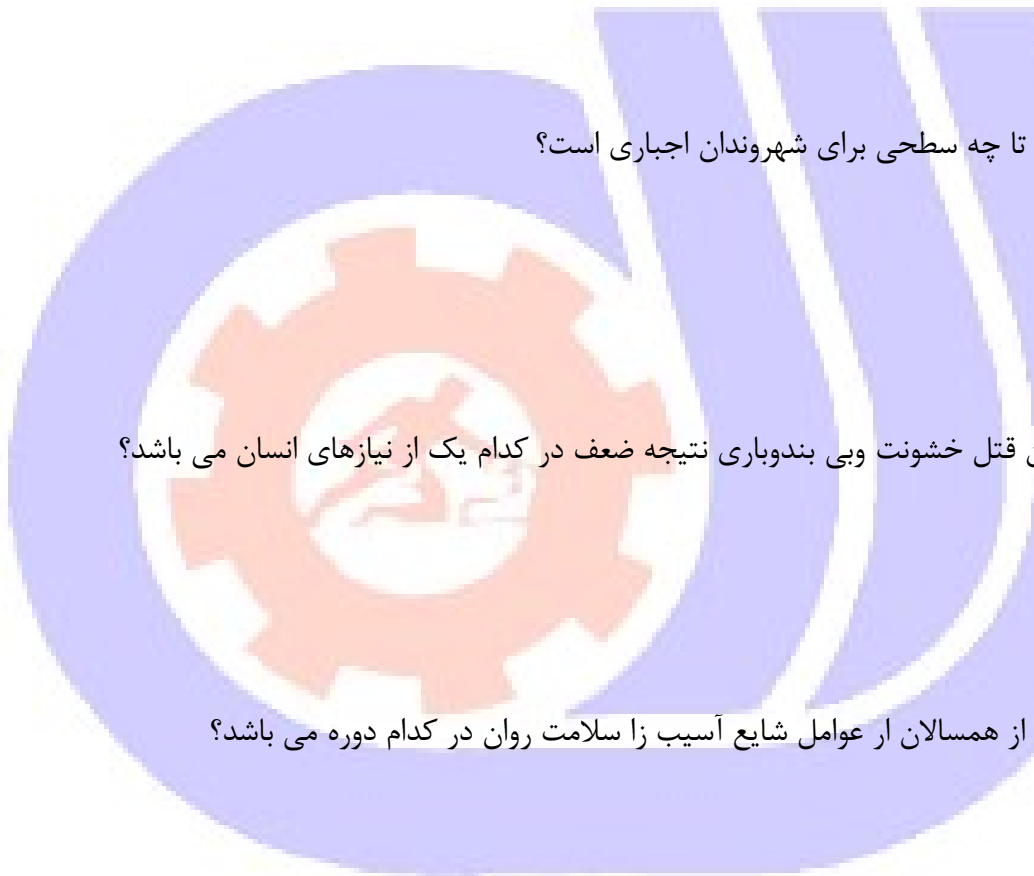 تا چه سطحی برای شهروندان اجباری است؟
قتل خشونت وبی بندوباری نتیجه ضعف در کدام یک از نیازهای انسان می باشد؟
از همسالان ار عوامل شایع آسیب زا سلامت روان در کدام دوره می باشد؟